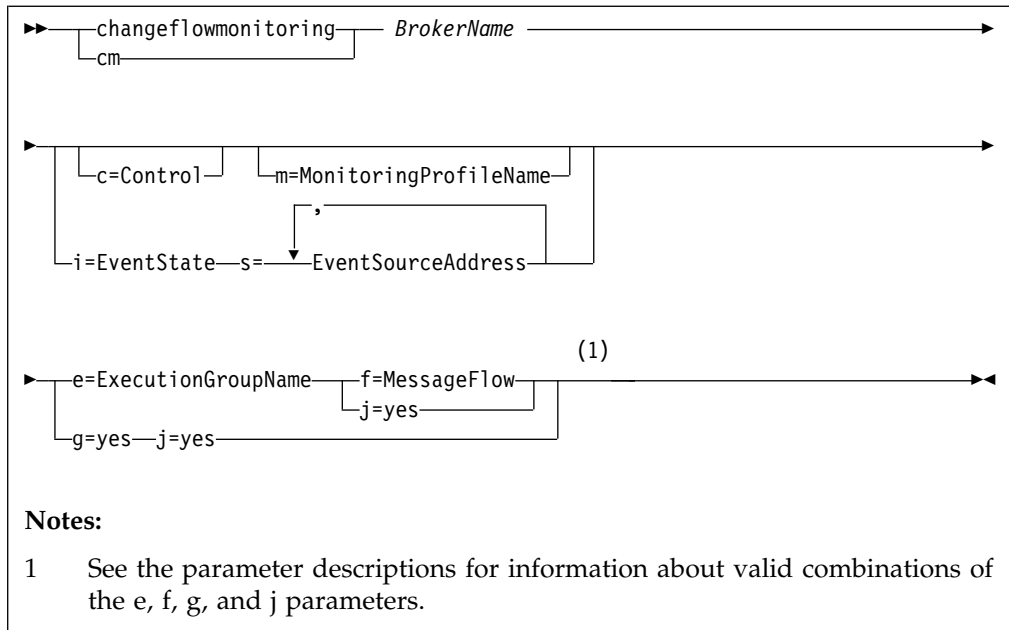 changeflowmonitoring BrokerName
cm
c=Control m=MonitoringProfileName
,
i=EventState s= EventSourceAddress
(1)
e=ExecutionGroupName f=MessageFlow
j=yes
g=yes j=yes
Notes:
1 See the parameter descriptions for information about valid combinations of
the e, f, g, and j parameters.